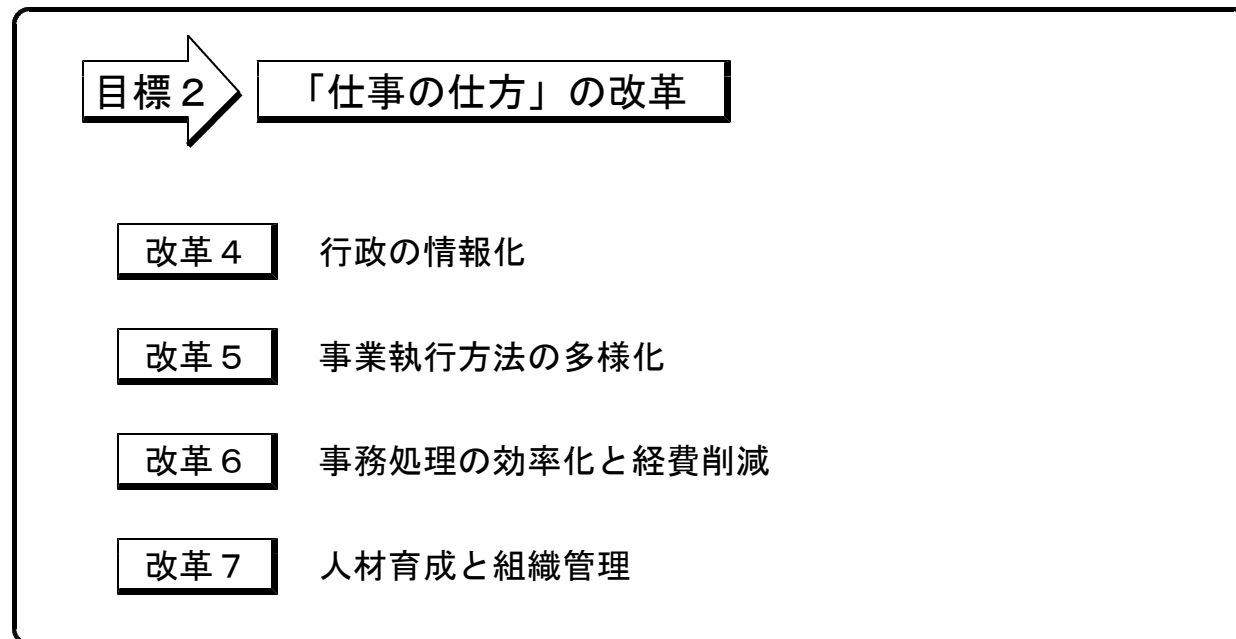 目標２ 「仕事の仕方」の改革
改革４ 行政の情報化
改革５ 事業執行方法の多様化
改革６ 事務処理の効率化と経費削減
改革７ 人材育成と組織管理